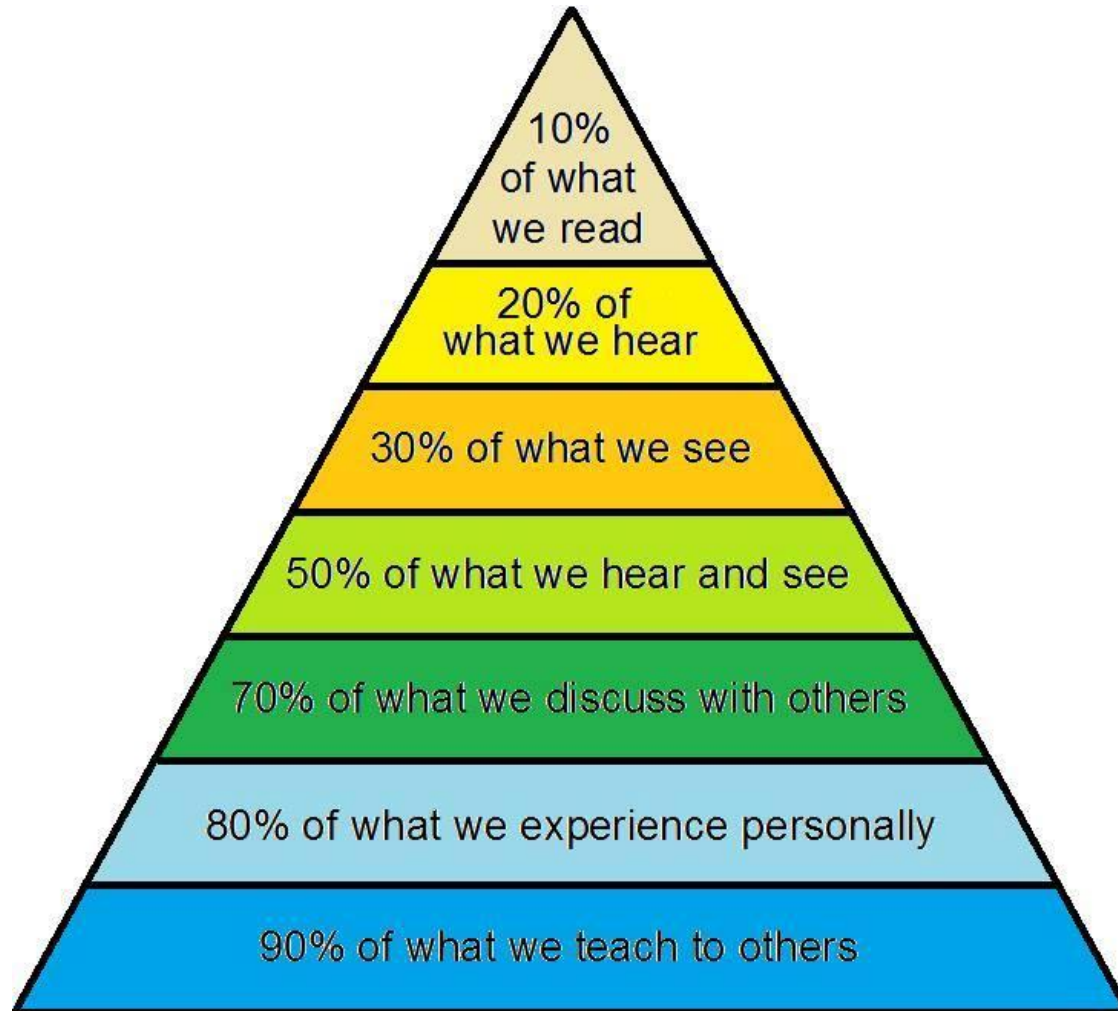 10%
of what
we read
20% of
what we hear
30% of what we see
50% of what we hear and see
70% of what we discuss with others
80% of what we experience personally
90% of what we teach to others